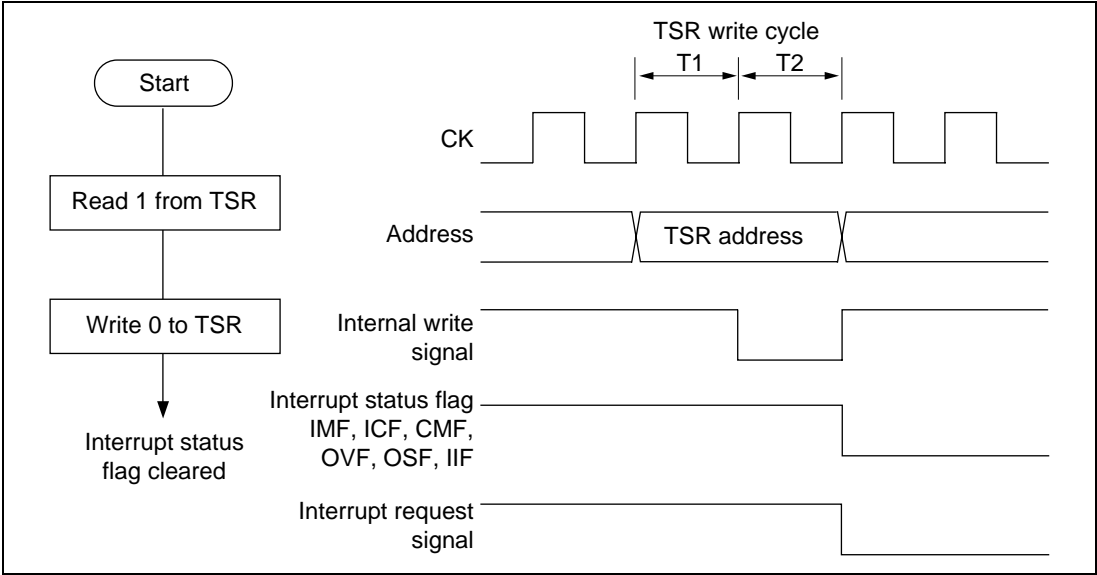 Start
Read 1 from TSR
Write 0 to TSR
Interrupt status
flag cleared
TSR write cycle
T1 T2
CK
Address TSR address
Internal write
signal
Interrupt status flag
IMF, ICF, CMF,
OVF, OSF, IIF
Interrupt request
signal